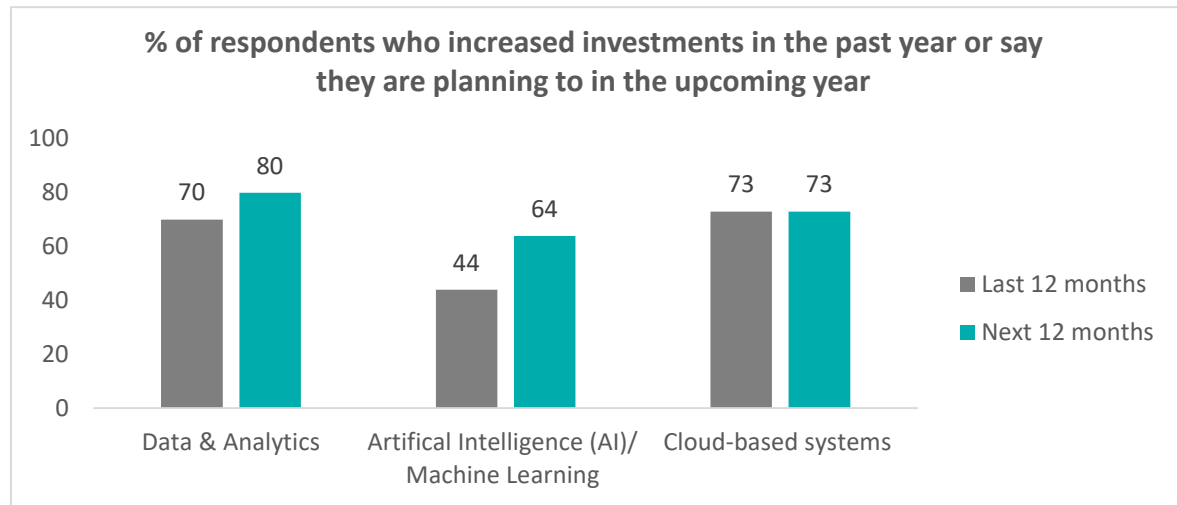 % of respondents who increased investments in the past year or say
they are planning to in the upcoming year
100
80
60
40
20
0
70
80
44
64
73
73
Last 12 months
Next 12 months
Data & Analytics
Artifical Intelligence (AI)/
Machine Learning
Cloud-based systems